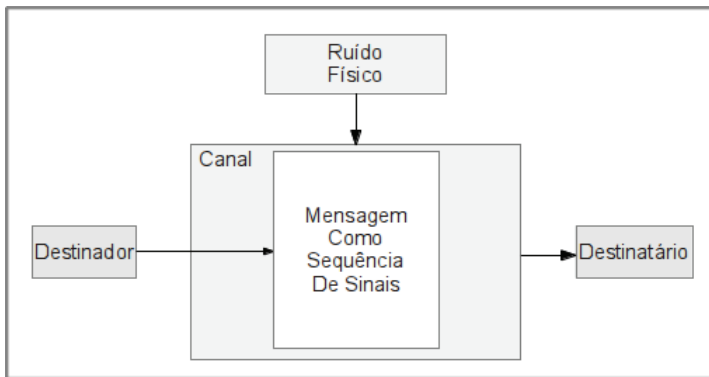 Ruído
Físico
Canal
Mensagem
Como
Sequência
De Sinais
Destinador
Destinatário